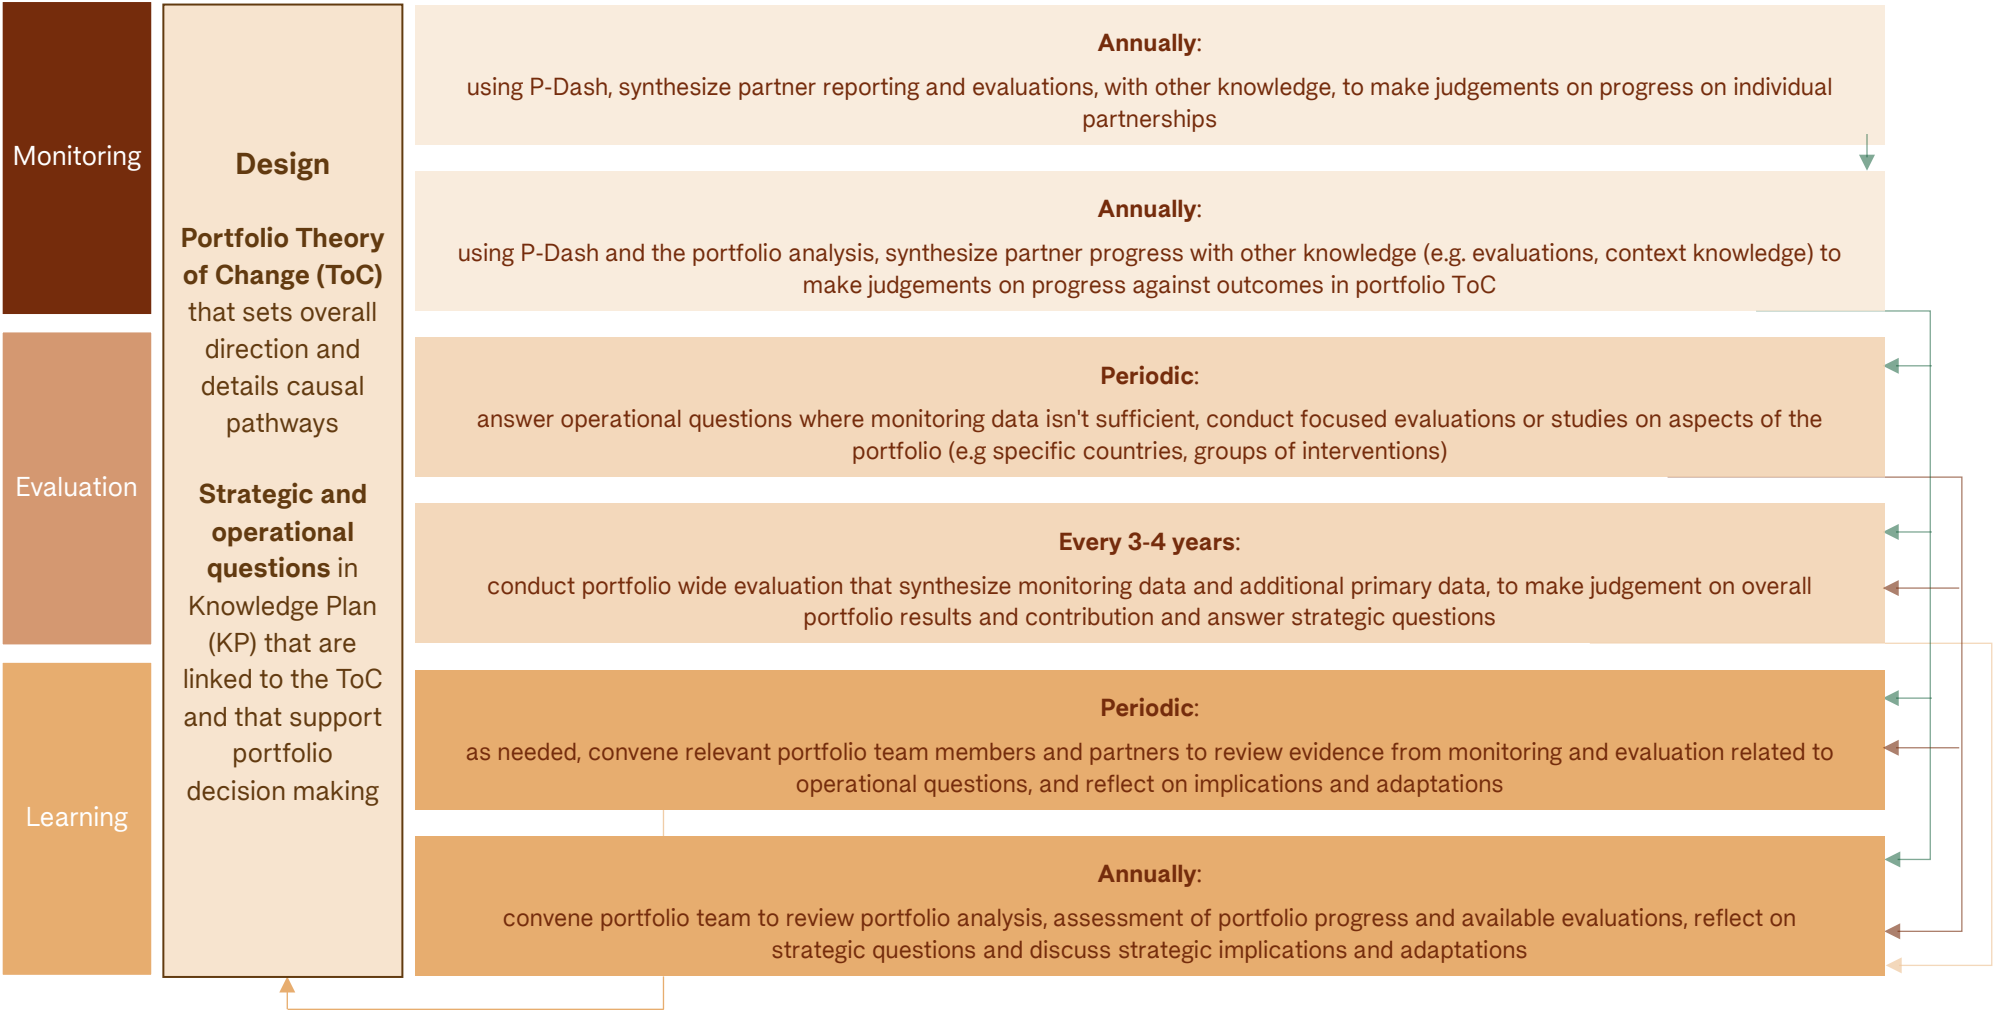 Monitoring
Evaluation
Learning
Design
Portfolio Theory
of Change (ToC)
that sets overall
direction and
details causal
pathways
Strategic and
operational
questions in
Knowledge Plan
(KP) that are
linked to the ToC
and that support
portfolio
decision making
Annually:
using P-Dash, synthesize partner reporting and evaluations, with other knowledge, to make judgements on progress on individual
partnerships
Annually:
using P-Dash and the portfolio analysis, synthesize partner progress with other knowledge (e.g. evaluations, context knowledge) to
make judgements on progress against outcomes in portfolio ToC
Periodic:
answer operational questions where monitoring data isn't sufficient, conduct focused evaluations or studies on aspects of the
portfolio (e.g specific countries, groups of interventions)
Every 3-4 years:
conduct portfolio wide evaluation that synthesize monitoring data and additional primary data, to make judgement on overall
portfolio results and contribution and answer strategic questions
Periodic:
as needed, convene relevant portfolio team members and partners to review evidence from monitoring and evaluation related to
operational questions, and reflect on implications and adaptations
Annually:
convene portfolio team to review portfolio analysis, assessment of portfolio progress and available evaluations, reflect on
strategic questions and discuss strategic implications and adaptations